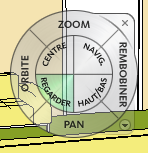 ZOOM
ORBITE
CENTRE
NAVIG.
REMBOBINER
REGARDER
HAUT/BAS
PAN